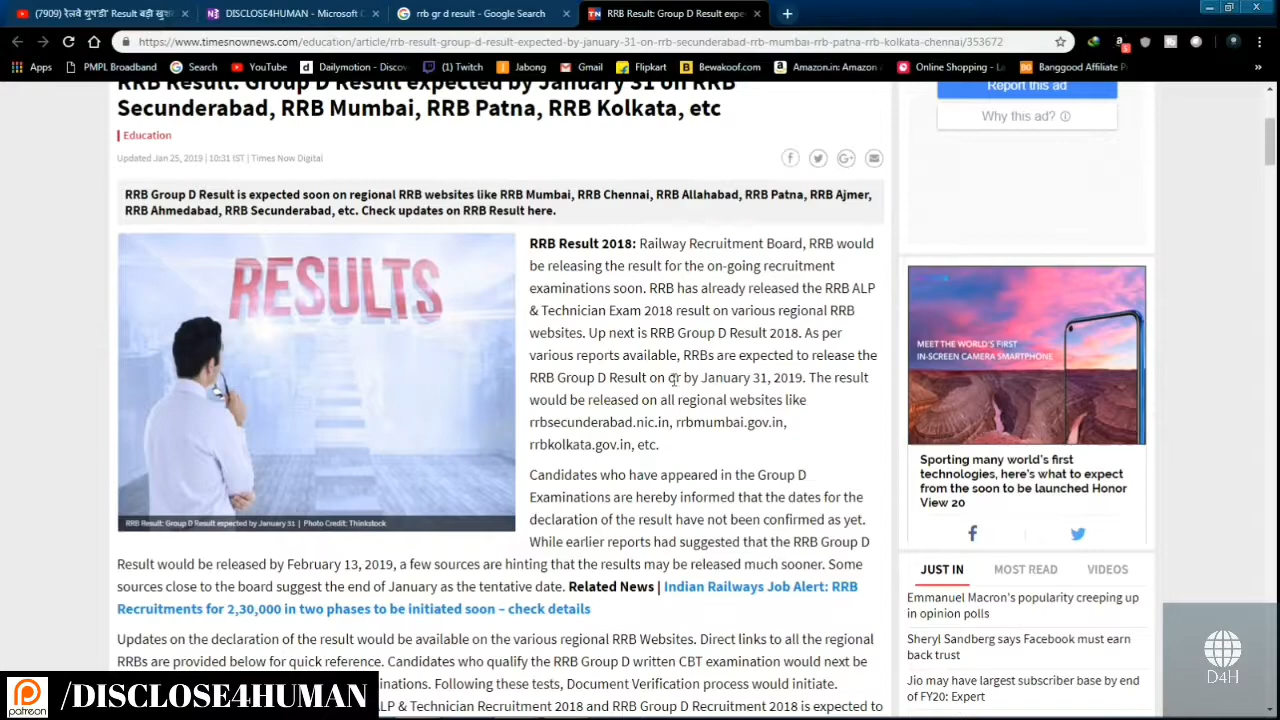 (7909) रेलवे ग्रुप'डी' Result बड़ी खुश
DISCLOSE4HUMAN - Microsoft C
rrb gr d result - Google Search
RRB Result: Group D Result expe
https://www.timesnownews.com/education/article/rrb-result-group-d-result-expected-by-january-31-on-rrb-secunderabad-rrb-mumbai-rrb-patna-rrb-kolkata-chennai/353672
Apps
PMPL Broadband
Search
YouTube
Dailymotion - Discov
(1) Twitch
Jabong
Gmail
Flipkart
Bewakoof.com
Amazon.in: Amazon
Online Shopping - L
Banggood Affiliate P
RRB Result: Group D Result expected by January 31 on RRB
Secunderabad, RRB Mumbai, RRB Patna, RRB Kolkata, etc
Education
Updated Jan 25, 2019 | 10:31 IST | Times Now Digital
RRB Group D Result is expected soon on regional RRB websites like RRB Mumbai, RRB Chennai, RRB Allahabad, RRB Patna, RRB Ajmer,
RRB Ahmedabad, RRB Secunderabad, etc. Check updates on RRB Result here.
RESULTS
RRB Result: Group D Result expected by January 31 | Photo Credit: Thinkstock
RRB Result 2018: Railway Recruitment Board, RRB would
be releasing the result for the on-going recruitment
examinations soon. RRB has already released the RRB ALP
& Technician Exam 2018 result on various regional RRB
websites. Up next is RRB Group D Result 2018. As per
various reports available, RRBs are expected to release the
RRB Group D Result on or by January 31, 2019. The result
would be released on all regional websites like
rrbsecunderabad.nic.in, rrbmumbai.gov.in,
rrbkolkata.gov.in, etc.
Candidates who have appeared in the Group D
Examinations are hereby informed that the dates for the
declaration of the result have not been confirmed as yet.
While earlier reports had suggested that the RRB Group D
Result would be released by February 13, 2019, a few sources are hinting that the results may be released much sooner. Some
sources close to the board suggest the end of January as the tentative date. Related News | Indian Railways Job Alert: RRB
Recruitments for 2,30,000 in two phases to be initiated soon – check details
Updates on the declaration of the result would be available on the various regional RRB Websites. Direct links to all the regional
RRBs are provided below for quick reference. Candidates who qualify the RRB Group D written CBT examination would next be
inations. Following these tests, Document Verification process would initiate.
LP & Technician Recruitment 2018 and RRB Group D Recruitment 2018 is expected to
Report this ad
Why this ad?
MEET THE WORLD'S FIRST
IN-SCREEN CAMERA SMARTPHONE
Sporting many world's first
technologies, here's what to expect
from the soon to be launched Honor
View 20
JUST IN
MOST READ
VIDEOS
Emmanuel Macron's popularity creeping up
in opinion polls
Sheryl Sandberg says Facebook must earn
back trust
Jio may have largest subscriber base by end
of FY20: Expert
patreon
/DISCLOSE4HUMAN
D4H